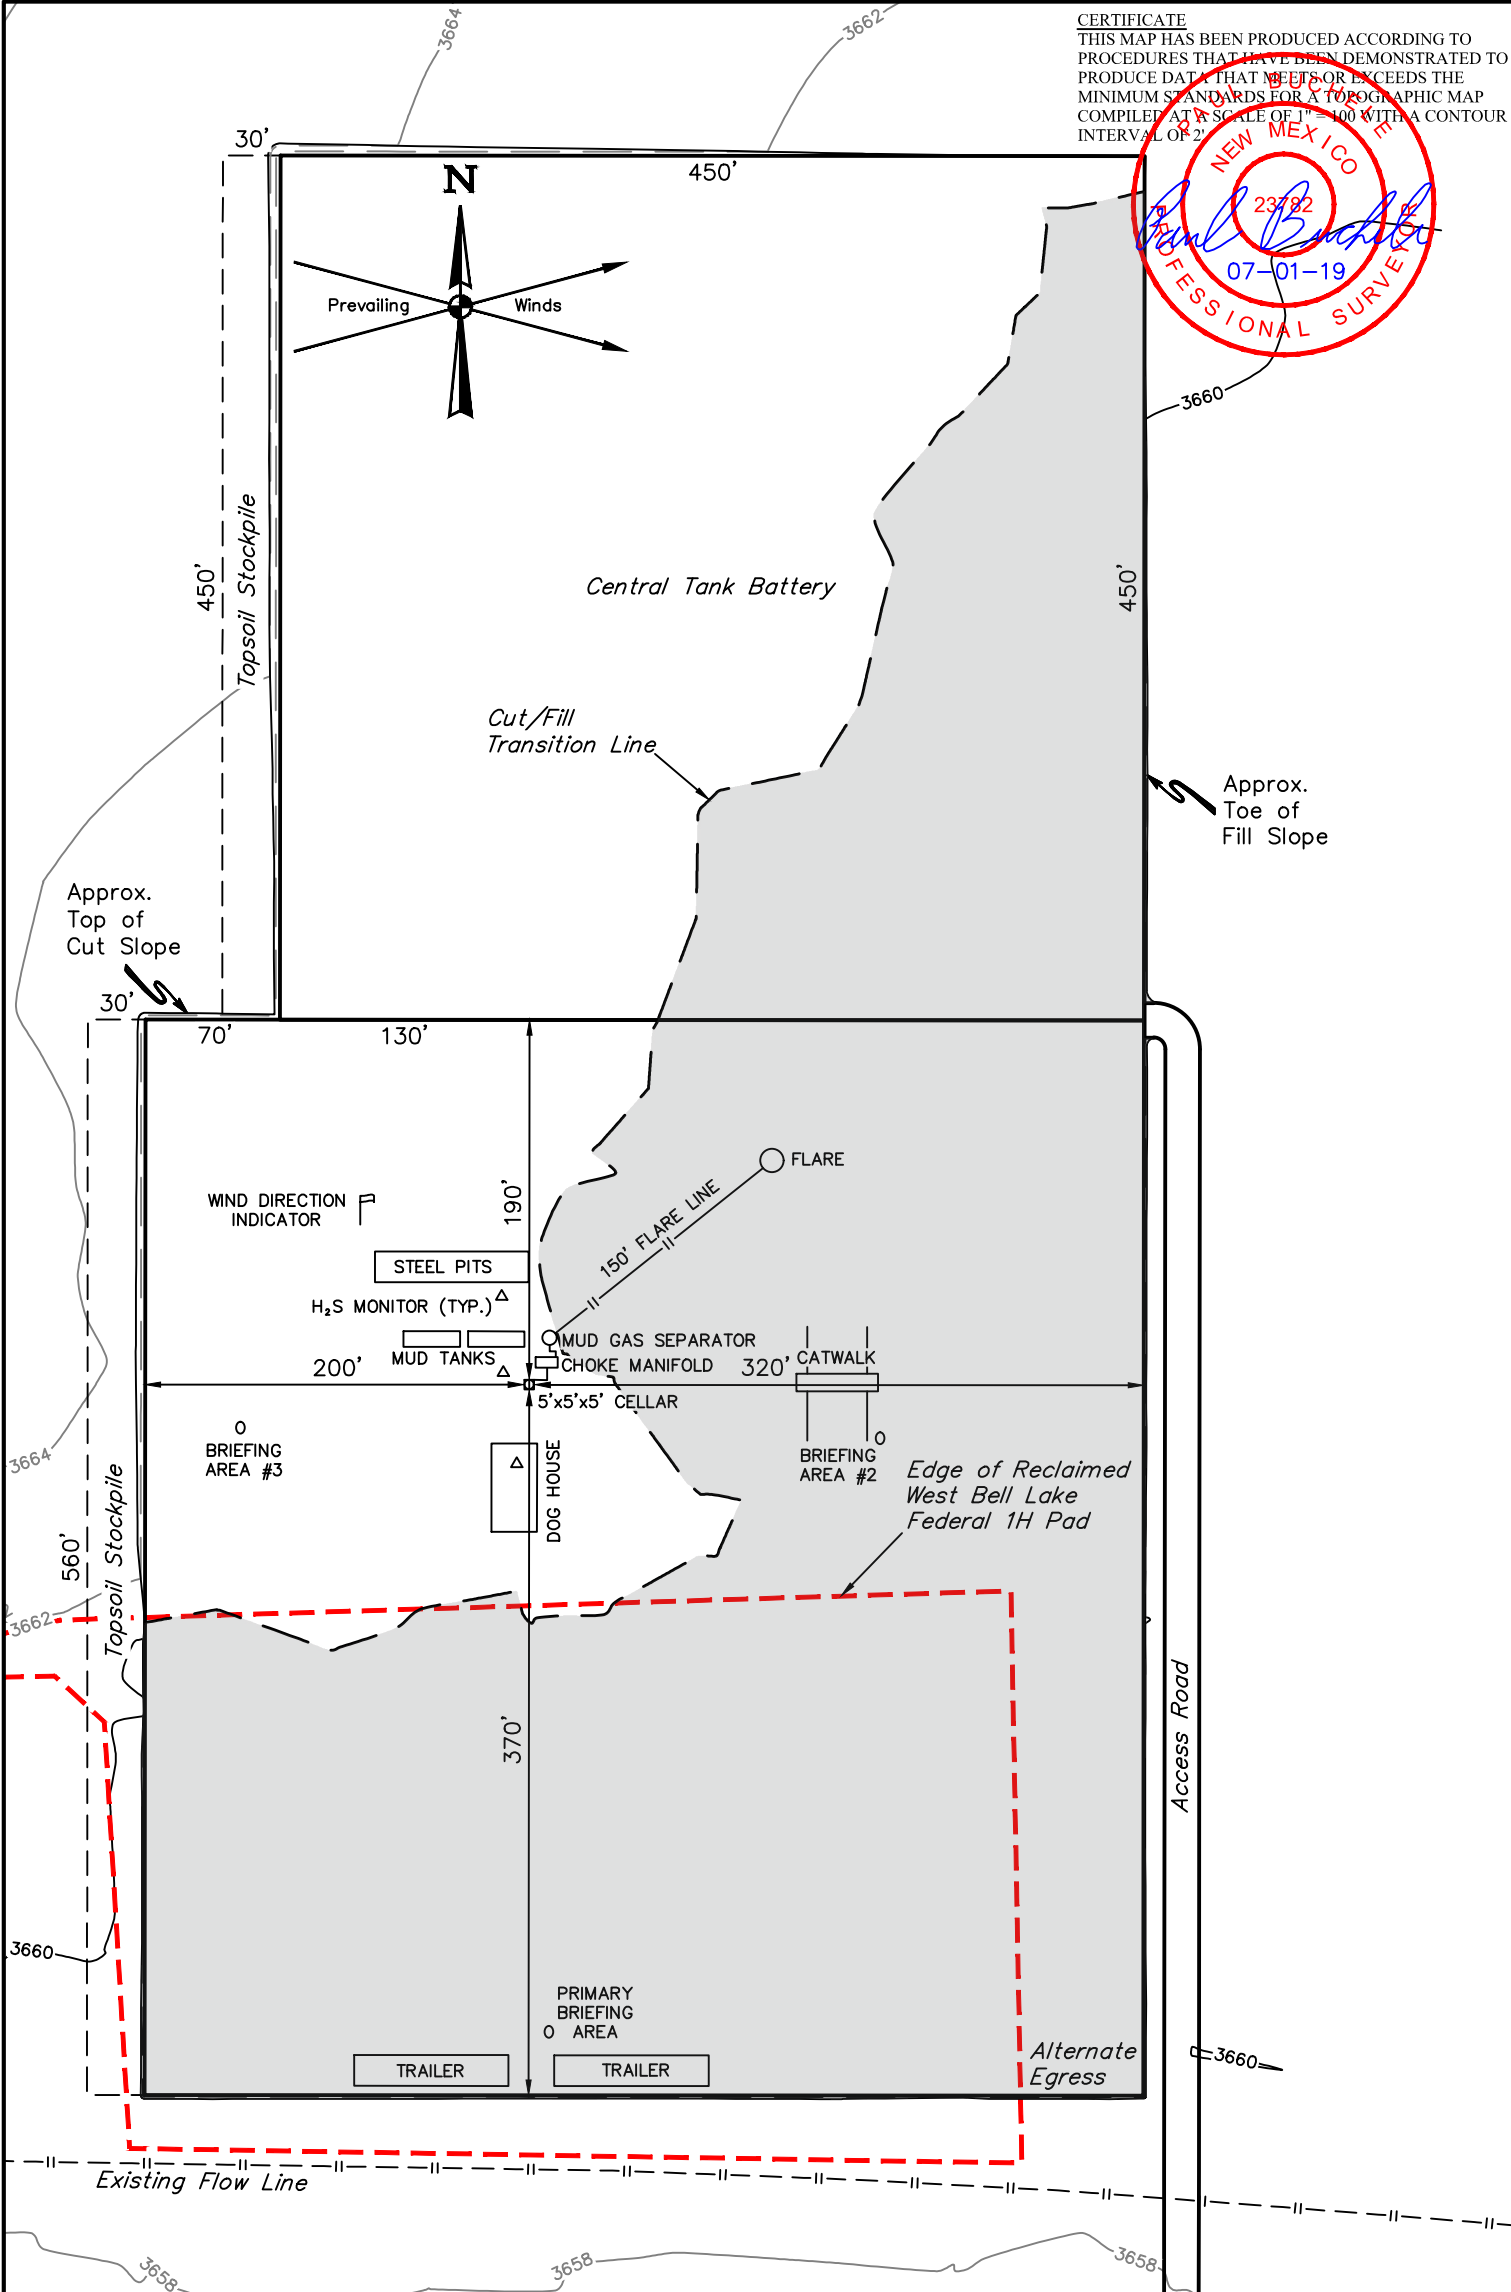 CERTIFICATE
THIS MAP HAS BEEN PRODUCED ACCORDING TO
PROCEDURES THAT HAVE BEEN DEMONSTRATED TO
PRODUCE DATA THAT MEETS OR EXCEEDS THE
MINIMUM STANDARDS FOR A TOPOGRAPHIC MAP
COMPILED AT A SCALE OF 1" = 100' WITH A CONTOUR
INTERVAL OF 2'
PAUL BUCHELE
NEW MEXICO
23782
Paul Buchele
07-01-19
PROFESSIONAL SURVEYOR
3664
3662
30'
450'
N
Prevailing Winds
3660
450'
Topsoil Stockpile
Central Tank Battery
450'
Cut/Fill
Transition Line
Approx.
Toe of
Fill Slope
Approx.
Top of
Cut Slope
30'
70'
130'
190'
FLARE
150' FLARE LINE
WIND DIRECTION
INDICATOR
STEEL PITS
H₂S MONITOR (TYP.)
MUD GAS SEPARATOR
MUD TANKS
CHOKE MANIFOLD
200'
320'
CATWALK
5'x5'x5' CELLAR
BRIEFING
AREA #3
DOG HOUSE
BRIEFING
AREA #2
Edge of Reclaimed
West Bell Lake
Federal 1H Pad
3664
560'
Topsoil Stockpile
3662
370'
Access Road
3660
PRIMARY
BRIEFING
AREA
TRAILER
TRAILER
Alternate
Egress
3660
Existing Flow Line
3658
3658
3658